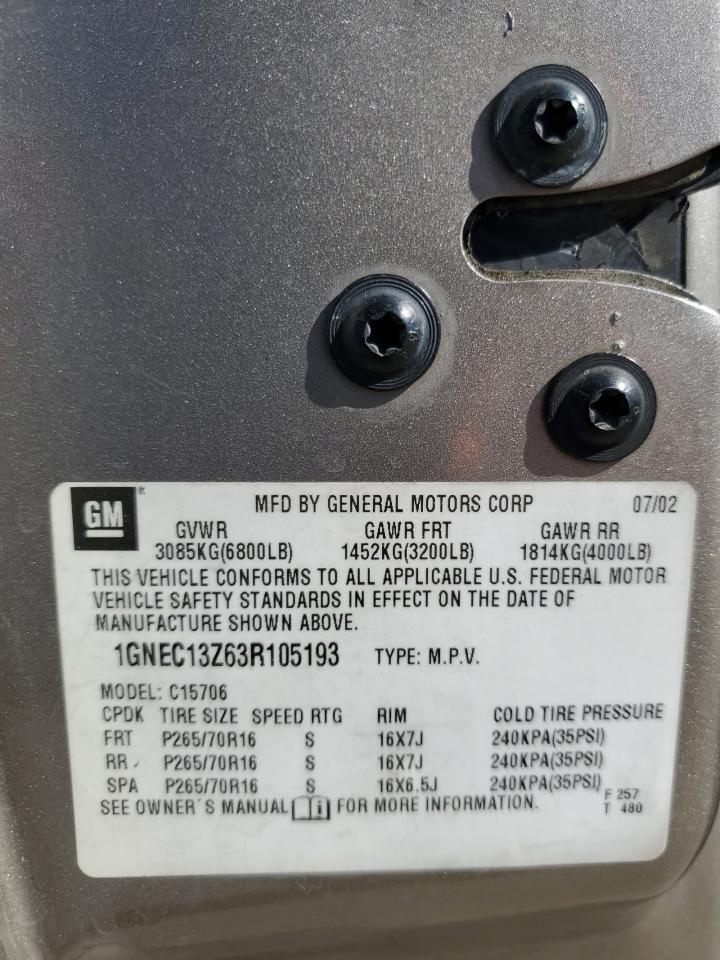 GM MFD BY GENERAL MOTORS CORP 07/02
GVWR GAWR FRT GAWR RR
3085KG(6800LB) 1452KG(3200LB) 1814KG(4000LB)
THIS VEHICLE CONFORMS TO ALL APPLICABLE U.S. FEDERAL MOTOR
VEHICLE SAFETY STANDARDS IN EFFECT ON THE DATE OF
MANUFACTURE SHOWN ABOVE.
1GNEC13Z63R105193 TYPE: M.P.V.
MODEL: C15706
CPDK TIRE SIZE SPEED RTG RIM COLD TIRE PRESSURE
FRT P265/70R16 S 16X7J 240KPA(35PSI)
RR P265/70R16 S 16X7J 240KPA(35PSI)
SPA P265/70R16 S 16X6.5J 240KPA(35PSI)
SEE OWNER'S MANUAL FOR MORE INFORMATION. F 257
T 480